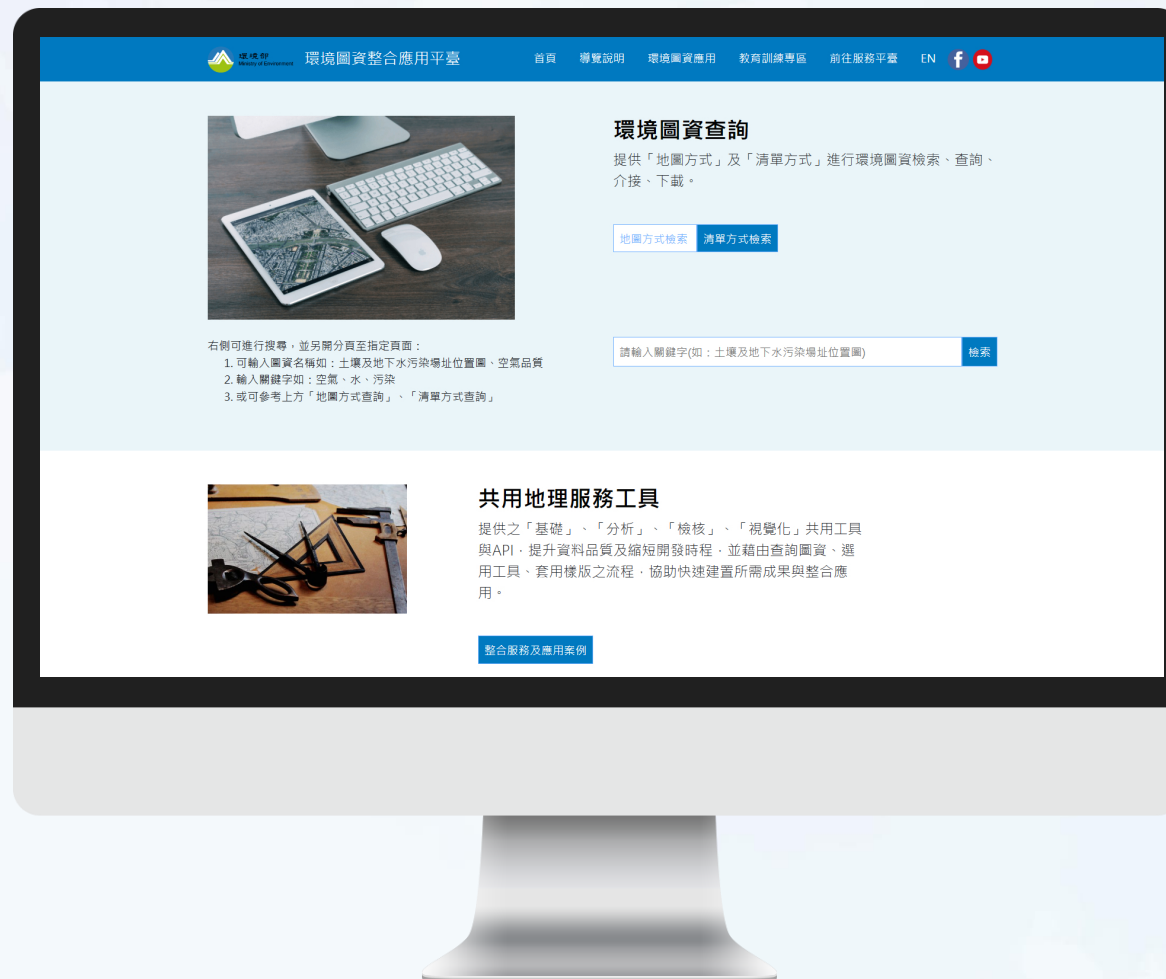 環境部
Ministry of Environment
環境圖資整合應用平臺
首頁
導覽說明
環境圖資應用
教育訓練專區
前往服務平臺
EN
環境圖資查詢
提供「地圖方式」及「清單方式」進行環境圖資檢索、查詢、
介接、下載。
地圖方式檢索
清單方式檢索
右側可進行搜尋，並另開分頁至指定頁面：
1. 可輸入圖資名稱如：土壤及地下水污染場址位置圖、空氣品質
2. 輸入關鍵字如：空氣、水、污染
3. 或可參考上方「地圖方式查詢」、「清單方式查詢」
請輸入關鍵字(如：土壤及地下水污染場址位置圖)
檢索
共用地理服務工具
提供之「基礎」、「分析」、「檢核」、「視覺化」共用工具
與API，提升資料品質及縮短開發時程，並藉由查詢圖資、選
用工具、套用樣版之流程，協助快速建置所需成果與整合應
用。
整合服務及應用案例